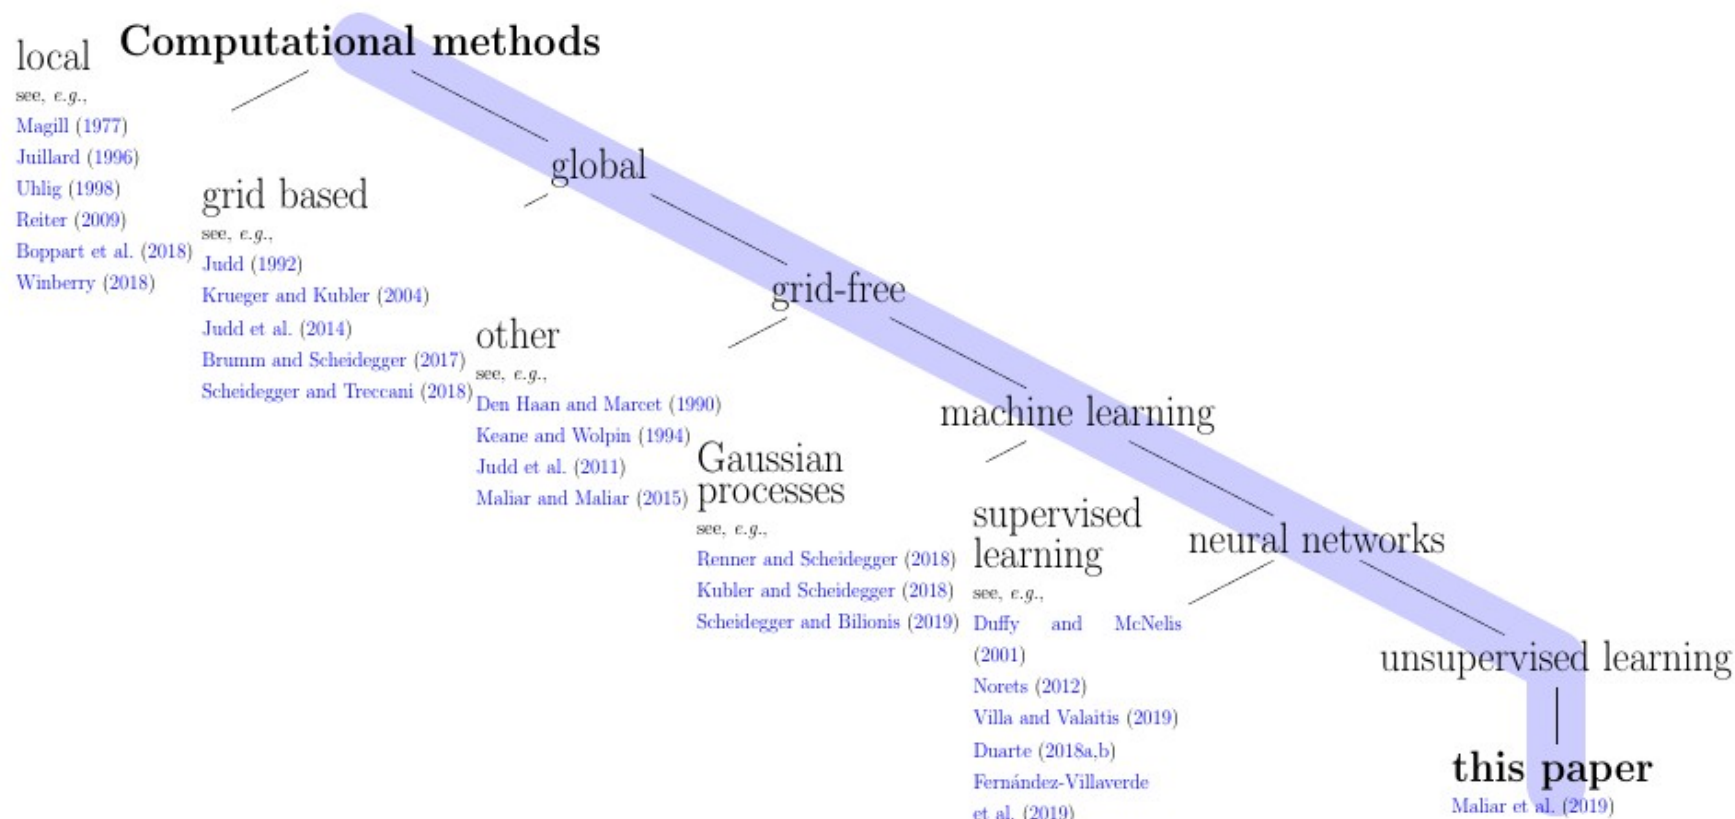 Computational methods
local
see, e.g.,
Magill (1977)
Juillard (1996)
Uhlig (1998)
Reiter (2009)
Boppart et al. (2018)
Winberry (2018)
global
grid based
see, e.g.,
Judd (1992)
Krueger and Kubler (2004)
Judd et al. (2014)
Brumm and Scheidegger (2017)
Scheidegger and Treccani (2018)
grid-free
other
see, e.g.,
Den Haan and Marcet (1990)
Keane and Wolpin (1994)
Judd et al. (2011)
Maliar and Maliar (2015)
machine learning
Gaussian
processes
see, e.g.,
Renner and Scheidegger (2018)
Kubler and Scheidegger (2018)
Scheidegger and Bilionis (2019)
neural networks
supervised
learning
see, e.g.,
Duffy and McNelis
(2001)
Norets (2012)
Villa and Valaitis (2019)
Duarte (2018a,b)
Fernández-Villaverde
et al. (2019)
unsupervised learning
this paper
Maliar et al. (2019)